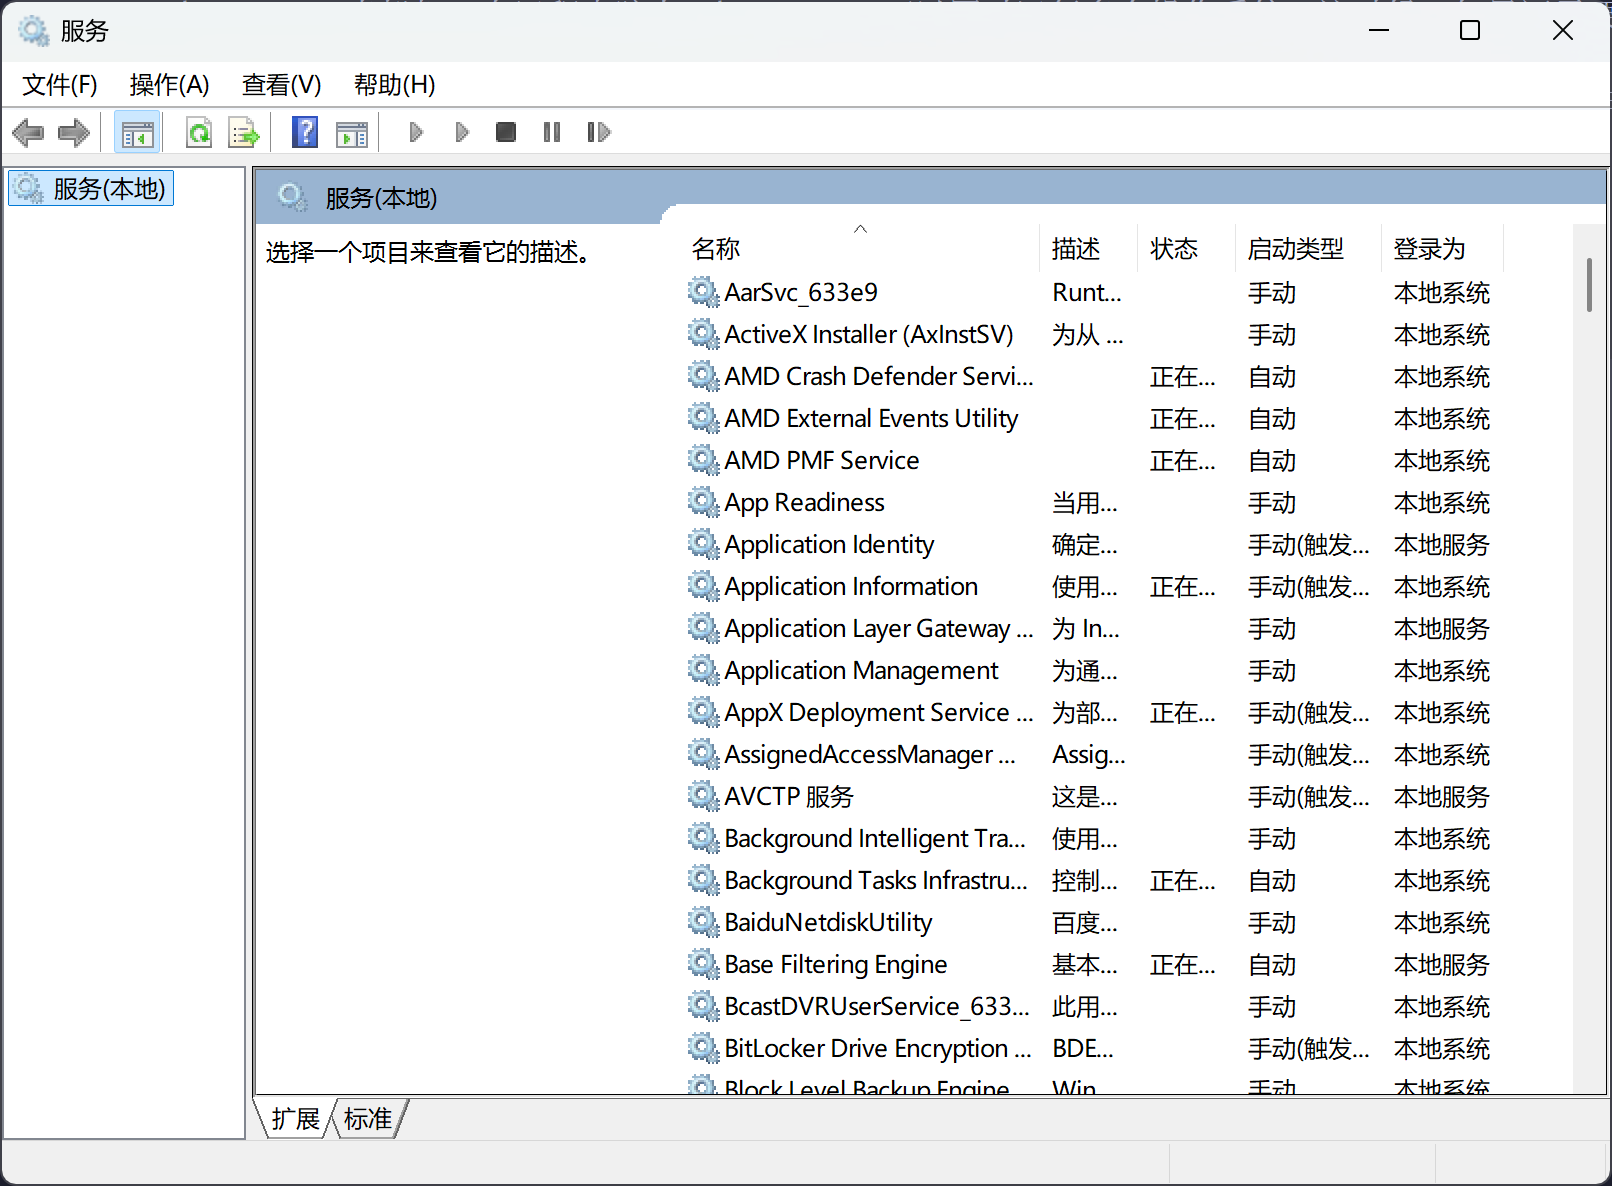 服务
文件(F) 操作(A) 查看(V) 帮助(H)
服务(本地)
服务(本地)
选择一个项目来查看它的描述。
名称 描述 状态 启动类型 登录为
AarSvc_633e9 Runt... 手动 本地系统
ActiveX Installer (AxInstSV) 为从 ... 手动 本地系统
AMD Crash Defender Servi... 正在... 自动 本地系统
AMD External Events Utility 正在... 自动 本地系统
AMD PMF Service 正在... 自动 本地系统
App Readiness 当用... 手动 本地系统
Application Identity 确定... 手动(触发... 本地服务
Application Information 使用... 正在... 手动(触发... 本地系统
Application Layer Gateway ... 为 In... 手动 本地服务
Application Management 为通... 手动 本地系统
AppX Deployment Service ... 为部... 正在... 手动(触发... 本地系统
AssignedAccessManager ... Assig... 手动(触发... 本地系统
AVCTP 服务 这是... 手动(触发... 本地服务
Background Intelligent Tra... 使用... 手动 本地系统
Background Tasks Infrastru... 控制... 正在... 自动 本地系统
BaiduNetdiskUtility 百度... 手动 本地系统
Base Filtering Engine 基本... 正在... 自动 本地服务
BcastDVRUserService_633... 此用... 手动 本地系统
BitLocker Drive Encryption ... BDE... 手动(触发... 本地系统
Block Level Backup Engine Win 手动 本地系统
扩展 标准